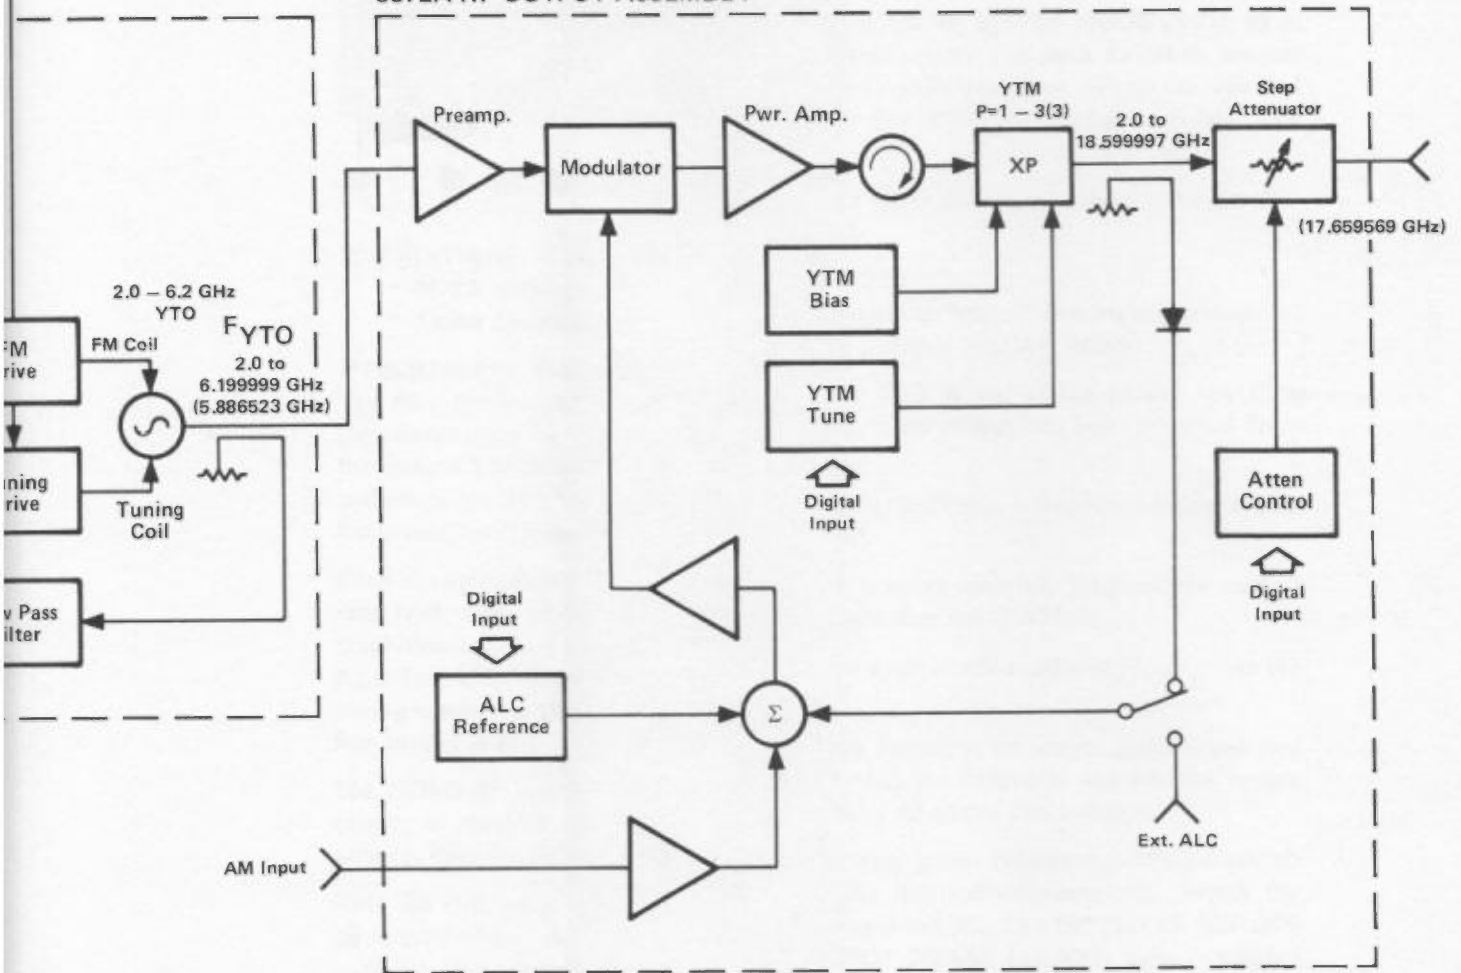 Preamp.
Modulator
Pwr. Amp.
YTM
P=1 – 3(3)
XP
2.0 to
18.599997 GHz
Step
Attenuator
(17.659569 GHz)
YTM
Bias
YTM
Tune
Digital
Input
Atten
Control
Digital
Input
2.0 – 6.2 GHz
YTO
FM Coil
FYTO
2.0 to
6.199999 GHz
(5.886523 GHz)
Tuning
Coil
Digital
Input
ALC
Reference
Σ
Ext. ALC
AM Input